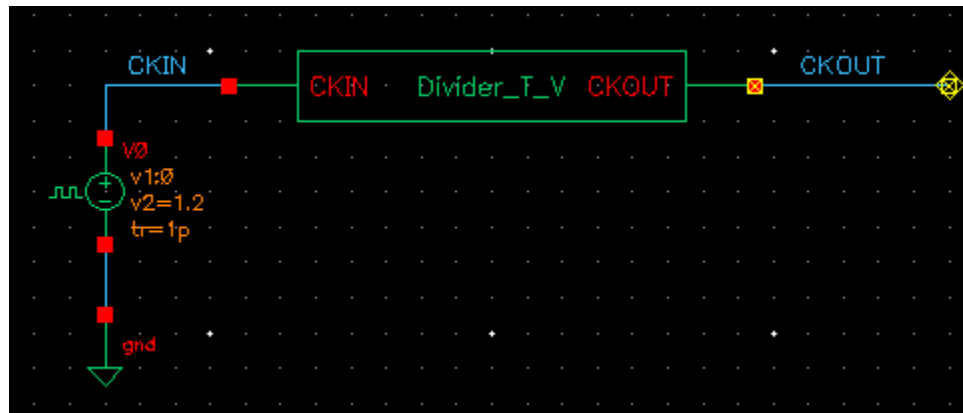 CKIN
CKOUT
CKIN Divider_T_V CKOUT
V0
v1:0
v2=1.2
tr=1p
gnd